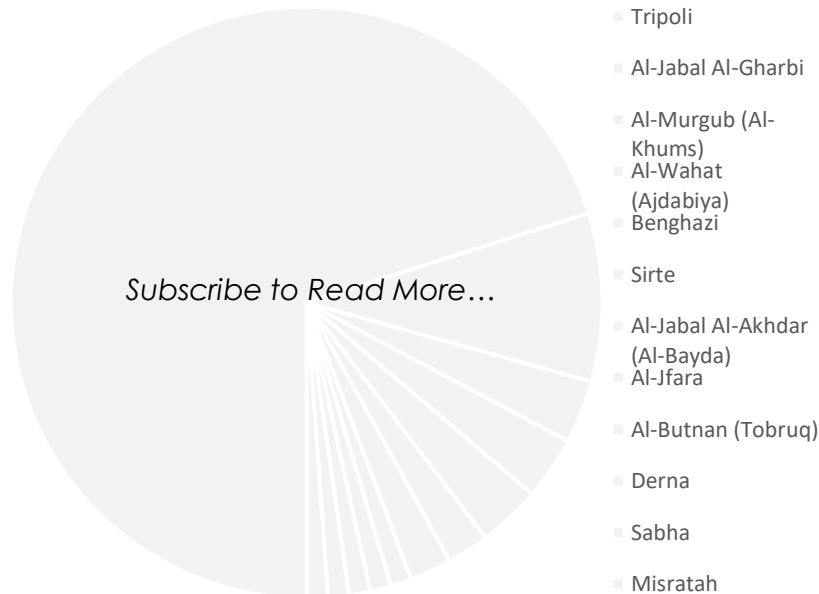 Tripoli
Al-Jabal Al-Gharbi
Al-Murgub (Al-
Khums)
Al-Wahat
(Ajdabiya)
Benghazi
Subscribe to Read More…
Sirte
Al-Jabal Al-Akhdar
(Al-Bayda)
Al-Jfara
Al-Butnan (Tobruq)
Derna
Sabha
Misratah